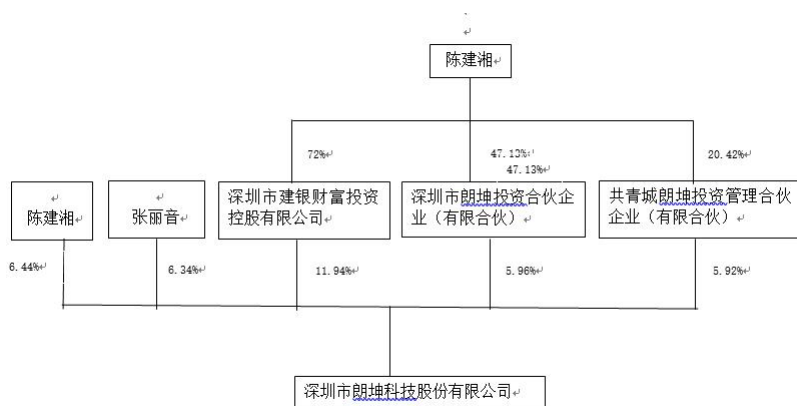 陈建湘
72%
47.13%
47.13%
20.42%
陈建湘
张丽音
深圳市建银财富投资
控股有限公司
深圳市朗坤投资合伙企
业（有限合伙）
共青城朗坤投资管理合伙
企业（有限合伙）
6.44%
6.34%
11.94%
5.96%
5.92%
深圳市朗坤科技股份有限公司